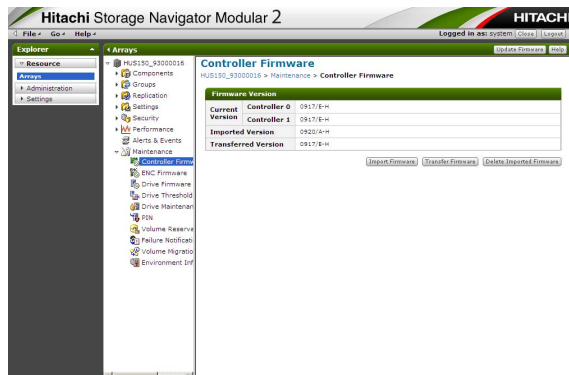 Hitachi Storage Navigator Modular 2
HITACHI
File Go Help
Logged in as: system Close Logout
Explorer
Arrays
Update Firmware Help
Resource
Arrays
Administration
Settings
HUS150_93000016
Components
Groups
Replication
Settings
Security
Performance
Alerts & Events
Maintenance
Controller Firmw
ENC Firmware
Drive Firmware
Drive Threshold
Drive Maintenan
PIN
Volume Reserve
Failure Notificati
Volume Migratio
Environment Inf
Controller Firmware
HUS150_93000016 > Maintenance > Controller Firmware
Firmware Version
Current Version
Controller 0 0917/E-H
Controller 1 0917/E-H
Imported Version 0920/A-H
Transferred Version 0917/E-H
Import Firmware Transfer Firmware Delete Imported Firmware